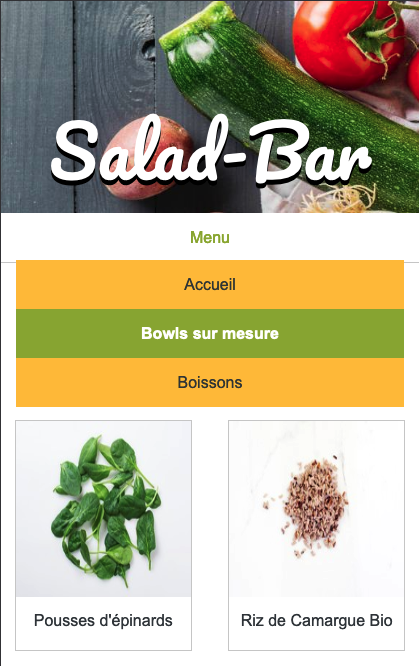 Salad-Bar
Menu
Accueil
Bowls sur mesure
Boissons
Pousses d'épinards
Riz de Camargue Bio